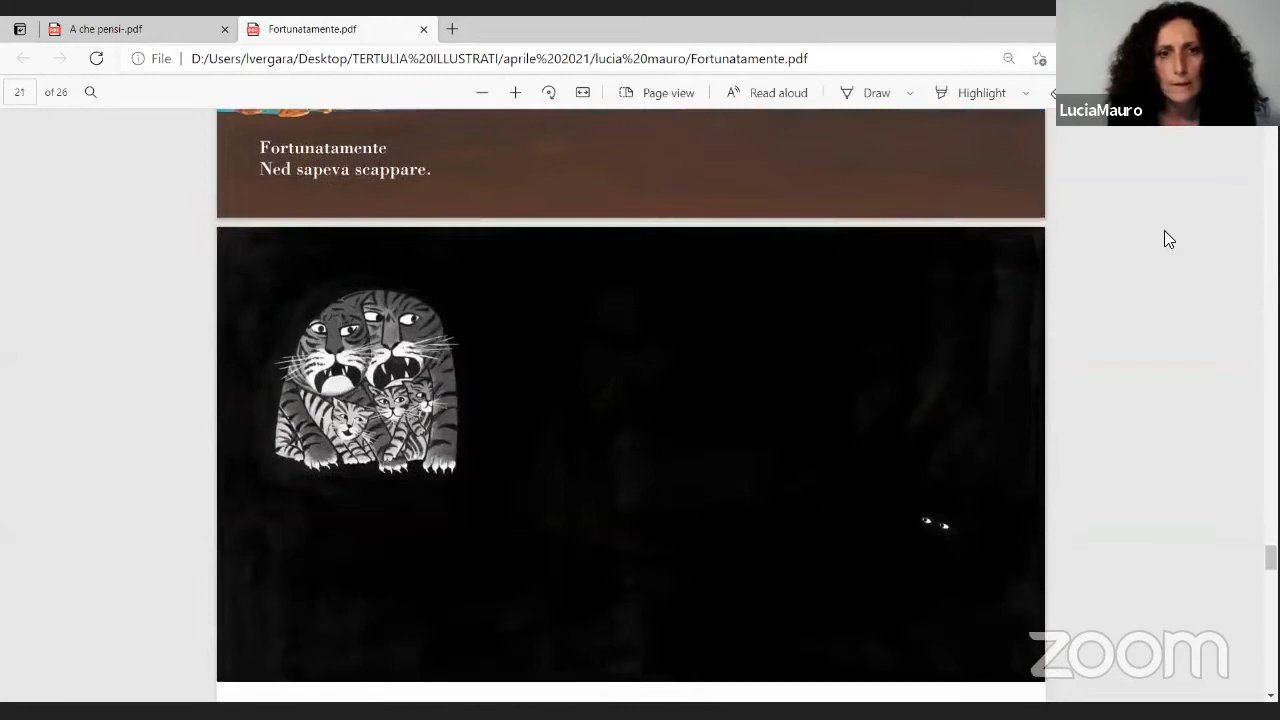 A che pensi-.pdf
Fortunatamente.pdf
File
D:/Users/lvergara/Desktop/TERTULIA%20ILLUSTRATI/aprile%202021/lucia%20mauro/Fortunatamente.pdf
21
of 26
Page view
Read aloud
Draw
Highlight
LuciaMauro
Fortunatamente
Ned sapeva scappare.
zoom